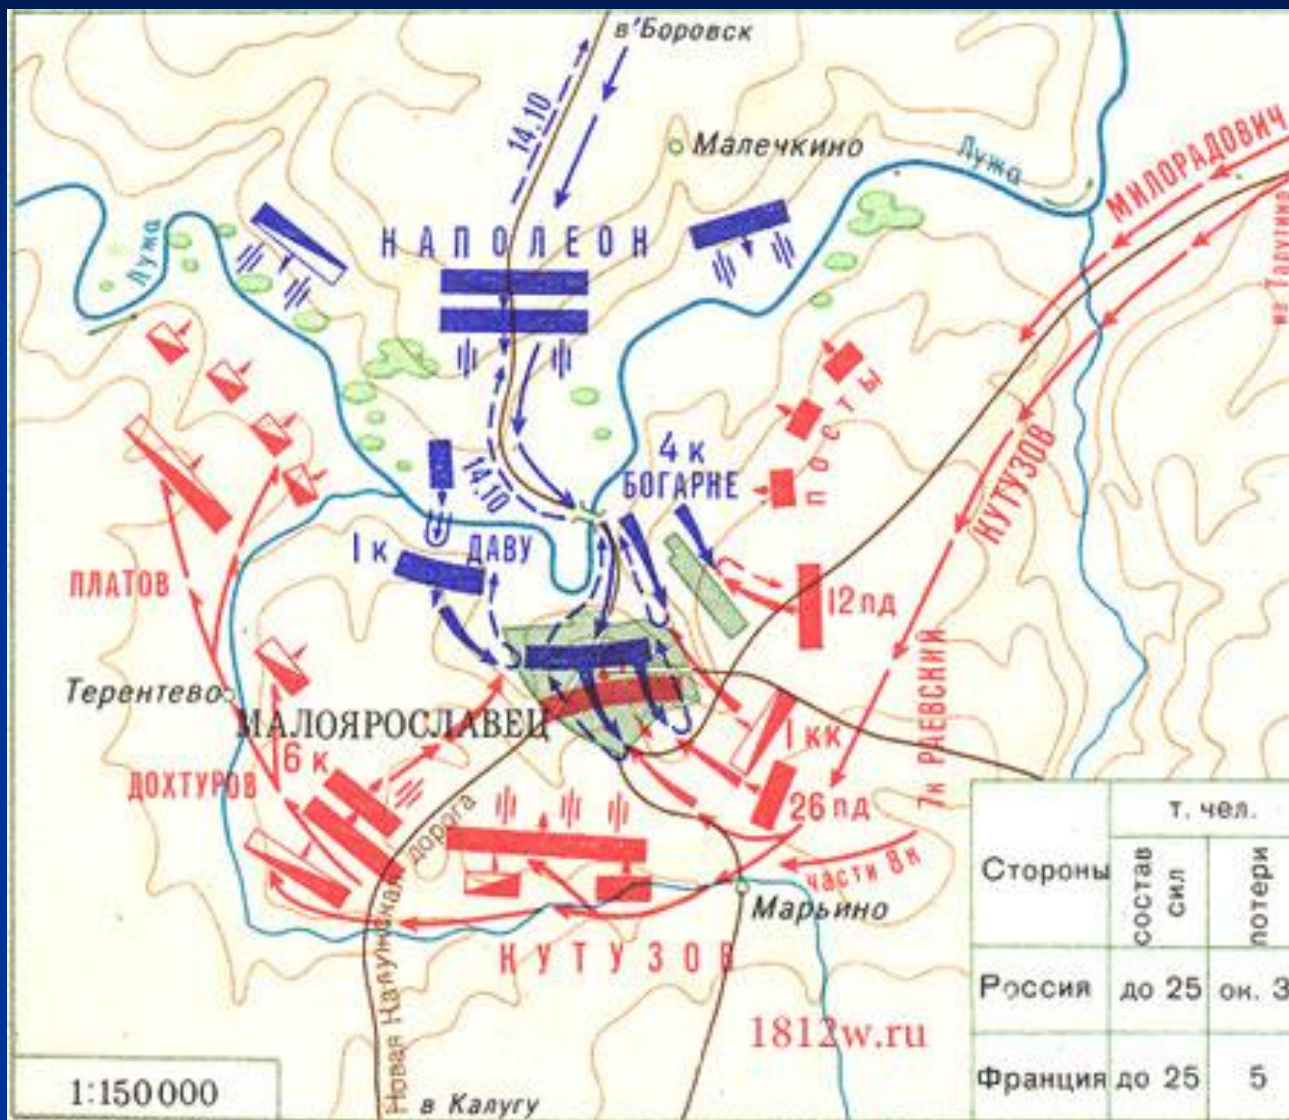 в Боровск
14.10
Малечкино
Лужа
МИЛОРАДОВИЧ
из Тарутино
Лужа
НАПОЛЕОН
посты
4 к
БОГАРНЕ
14.10
КУТУЗОВ
1 к
ДАВУ
ПЛАТОВ
12 пд
7к РАЕВСКИЙ
Терентево
МАЛОЯРОСЛАВЕЦ
1 кк
6 к
ДОХТУРОВ
26 пд
части 8к
Марьино
КУТУЗОВ
Новая Калужская дорога
в Калугу
1812w.ru
1:150000
Стороны
т. чел.
состав сил
потери
Россия до 25 ок. 3
Франция до 25 5